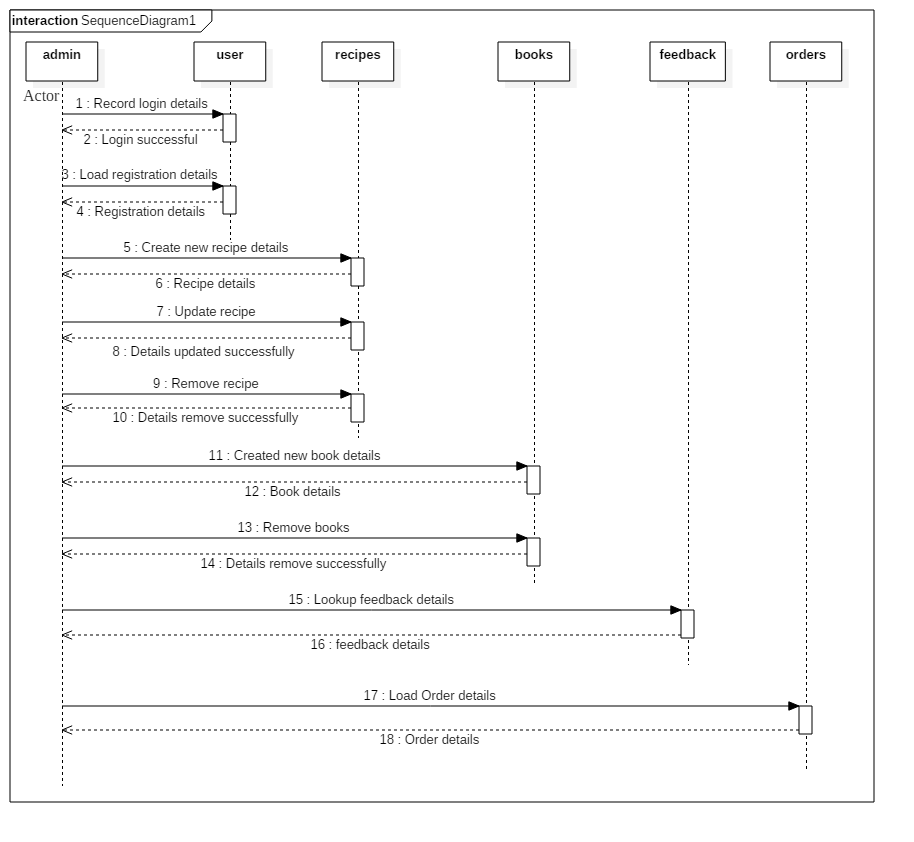 interaction SequenceDiagram1
admin user recipes books feedback orders
Actor
1 : Record login details
2 : Login successful
3 : Load registration details
4 : Registration details
5 : Create new recipe details
6 : Recipe details
7 : Update recipe
8 : Details updated successfully
9 : Remove recipe
10 : Details remove successfully
11 : Created new book details
12 : Book details
13 : Remove books
14 : Details remove successfully
15 : Lookup feedback details
16 : feedback details
17 : Load Order details
18 : Order details